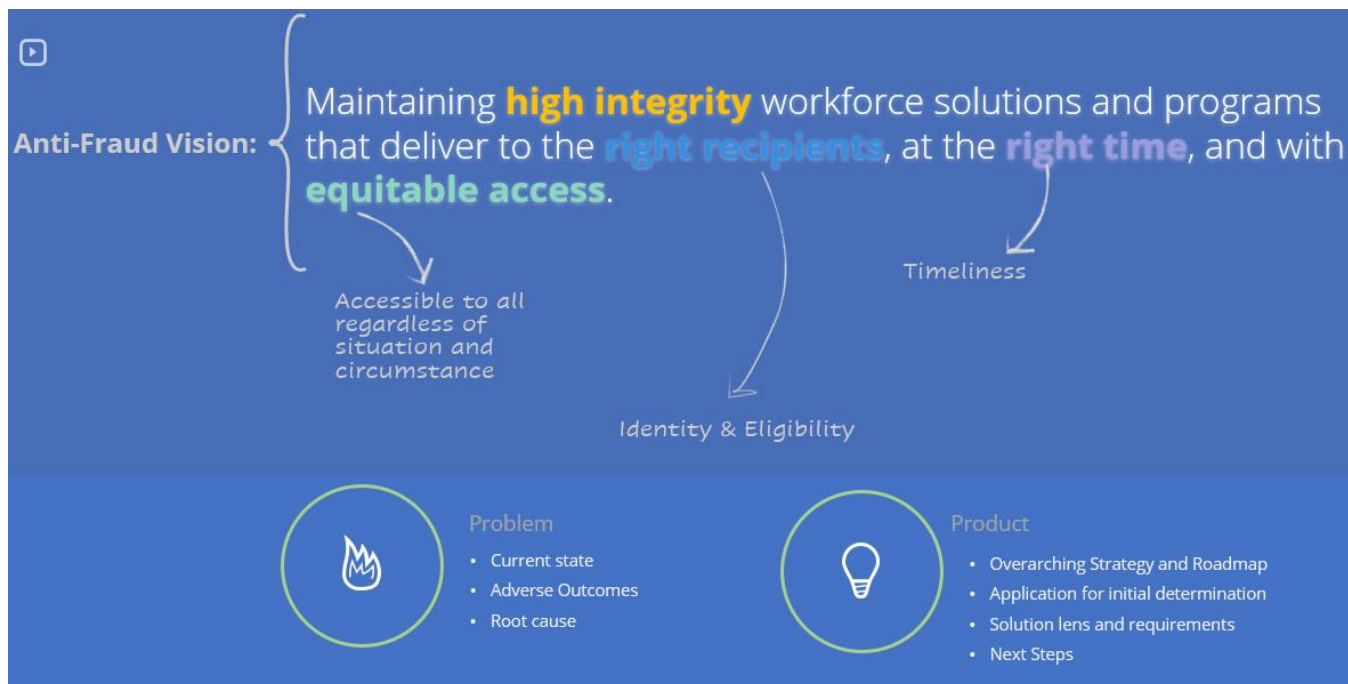 Anti-Fraud Vision:
Maintaining high integrity workforce solutions and programs
that deliver to the right recipients, at the right time, and with
equitable access.
Timeliness
Accessible to all
regardless of
situation and
circumstance
Identity & Eligibility
Problem
• Current state
• Adverse Outcomes
• Root cause
Product
• Overarching Strategy and Roadmap
• Application for initial determination
• Solution lens and requirements
• Next Steps